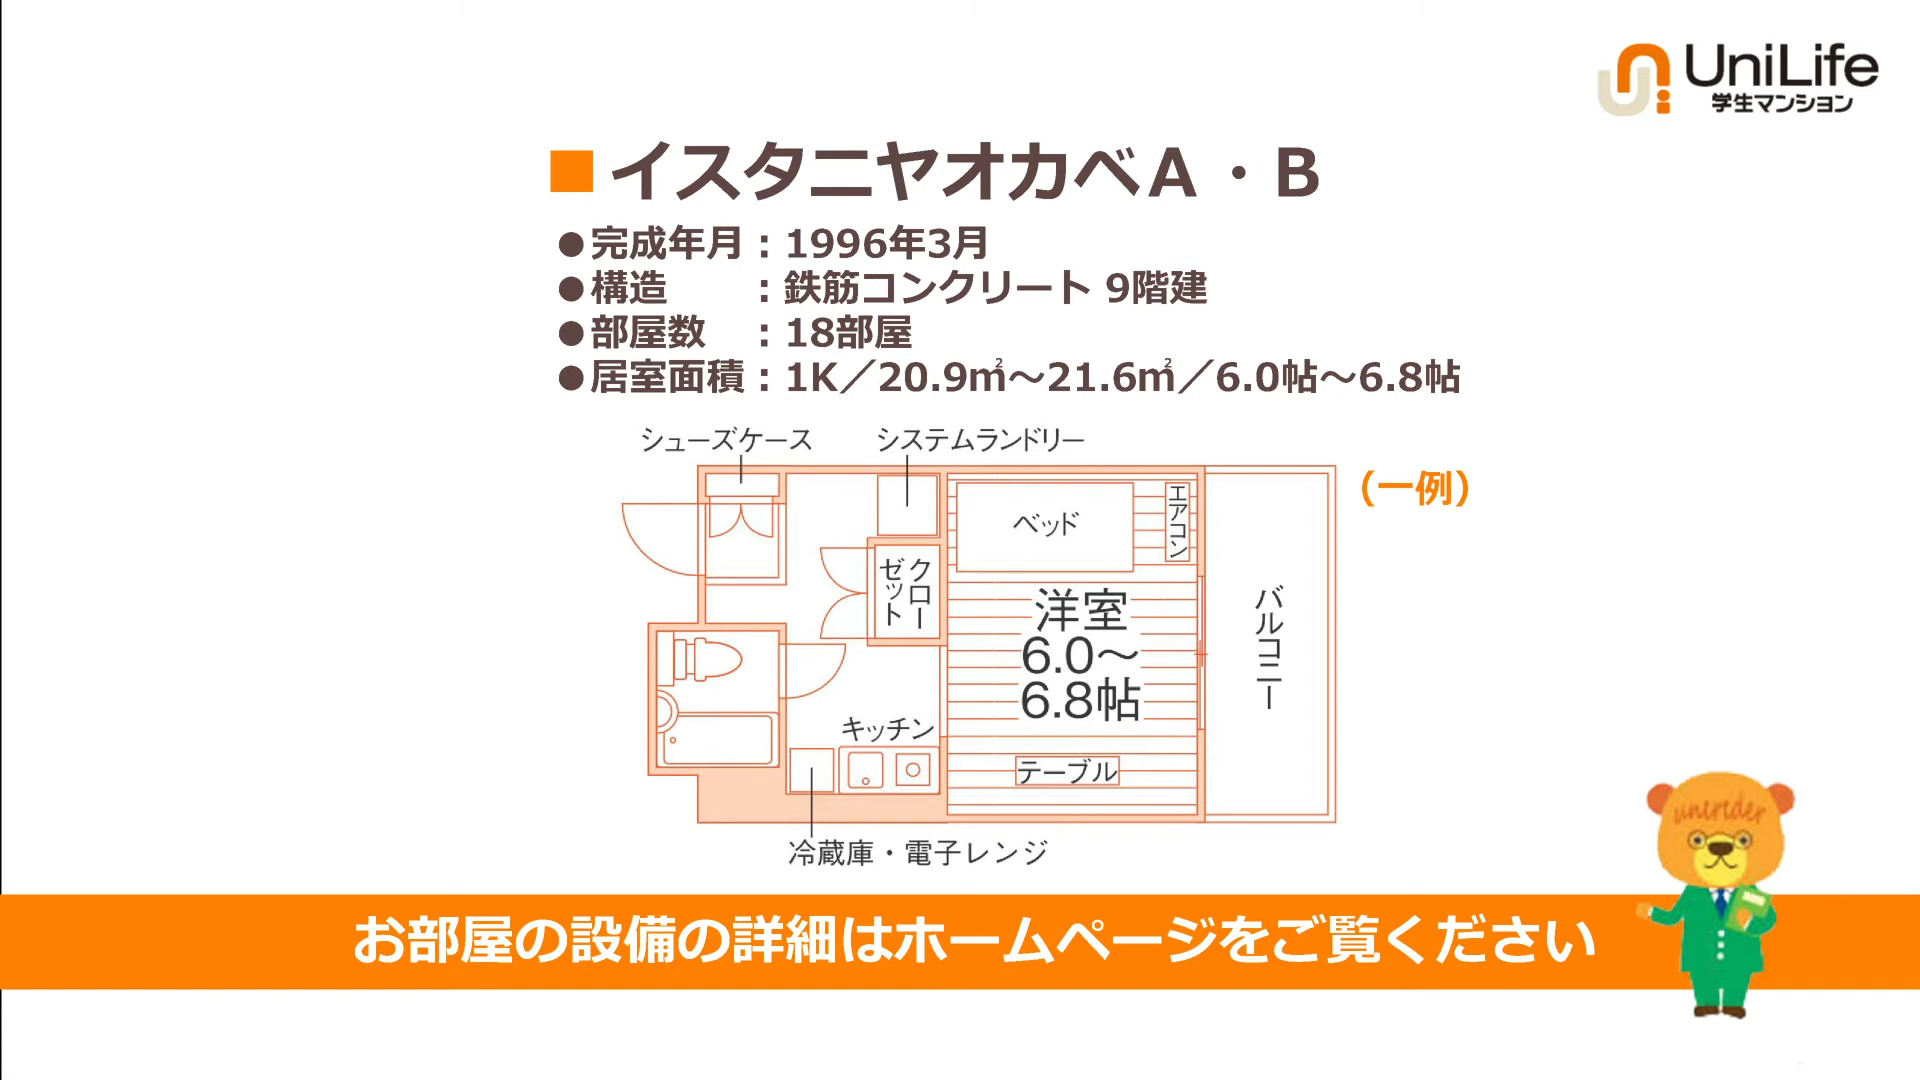 UniLife
学生マンション
■イスタニヤオカベA・B
●完成年月：1996年3月
●構造　　：鉄筋コンクリート 9階建
●部屋数　：18部屋
●居室面積：1K／20.9㎡～21.6㎡／6.0帖～6.8帖
シューズケース
システムランドリー
（一例）
ベッド
エアコン
クローゼット
洋室
6.0～
6.8帖
バルコニー
キッチン
テーブル
冷蔵庫・電子レンジ
unirider
お部屋の設備の詳細はホームページをご覧ください